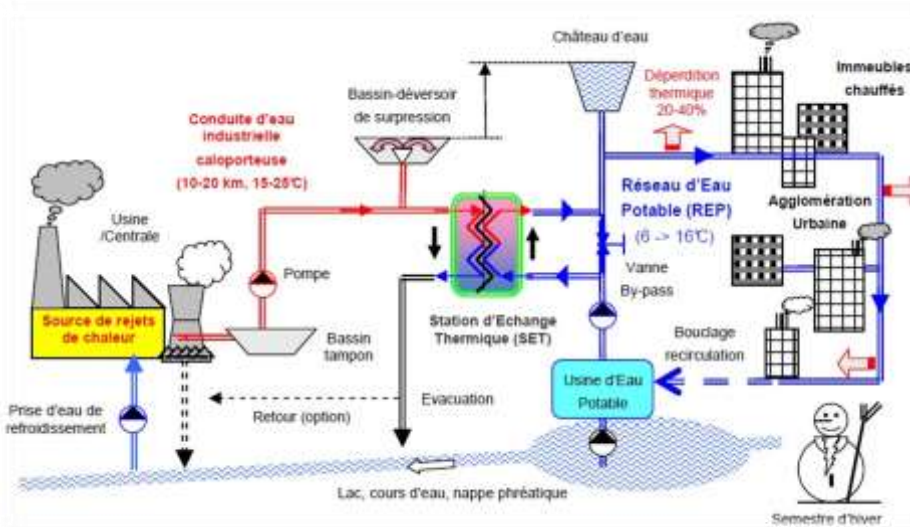 Château d'eau
Déperdition
thermique
20-40%
Immeubles
chauffés
Bassin-déversoir
de surpression
Conduite d'eau
industrielle
caloporteuse
(10-20 km, 15-25°C)
Usine
/Centrale
Réseau d'Eau
Potable (REP)
(6 -> 16°C)
Agglomération
Urbaine
Pompe
Vanne
By-pass
Source de rejets
de chaleur
Bassin
tampon
Station d'Echange
Thermique (SET)
Bouclage
recirculation
Usine d'Eau
Potable
Prise d'eau de
refroidissement
Retour (option)
Evacuation
Lac, cours d'eau, nappe phréatique
Semestre d'hiver